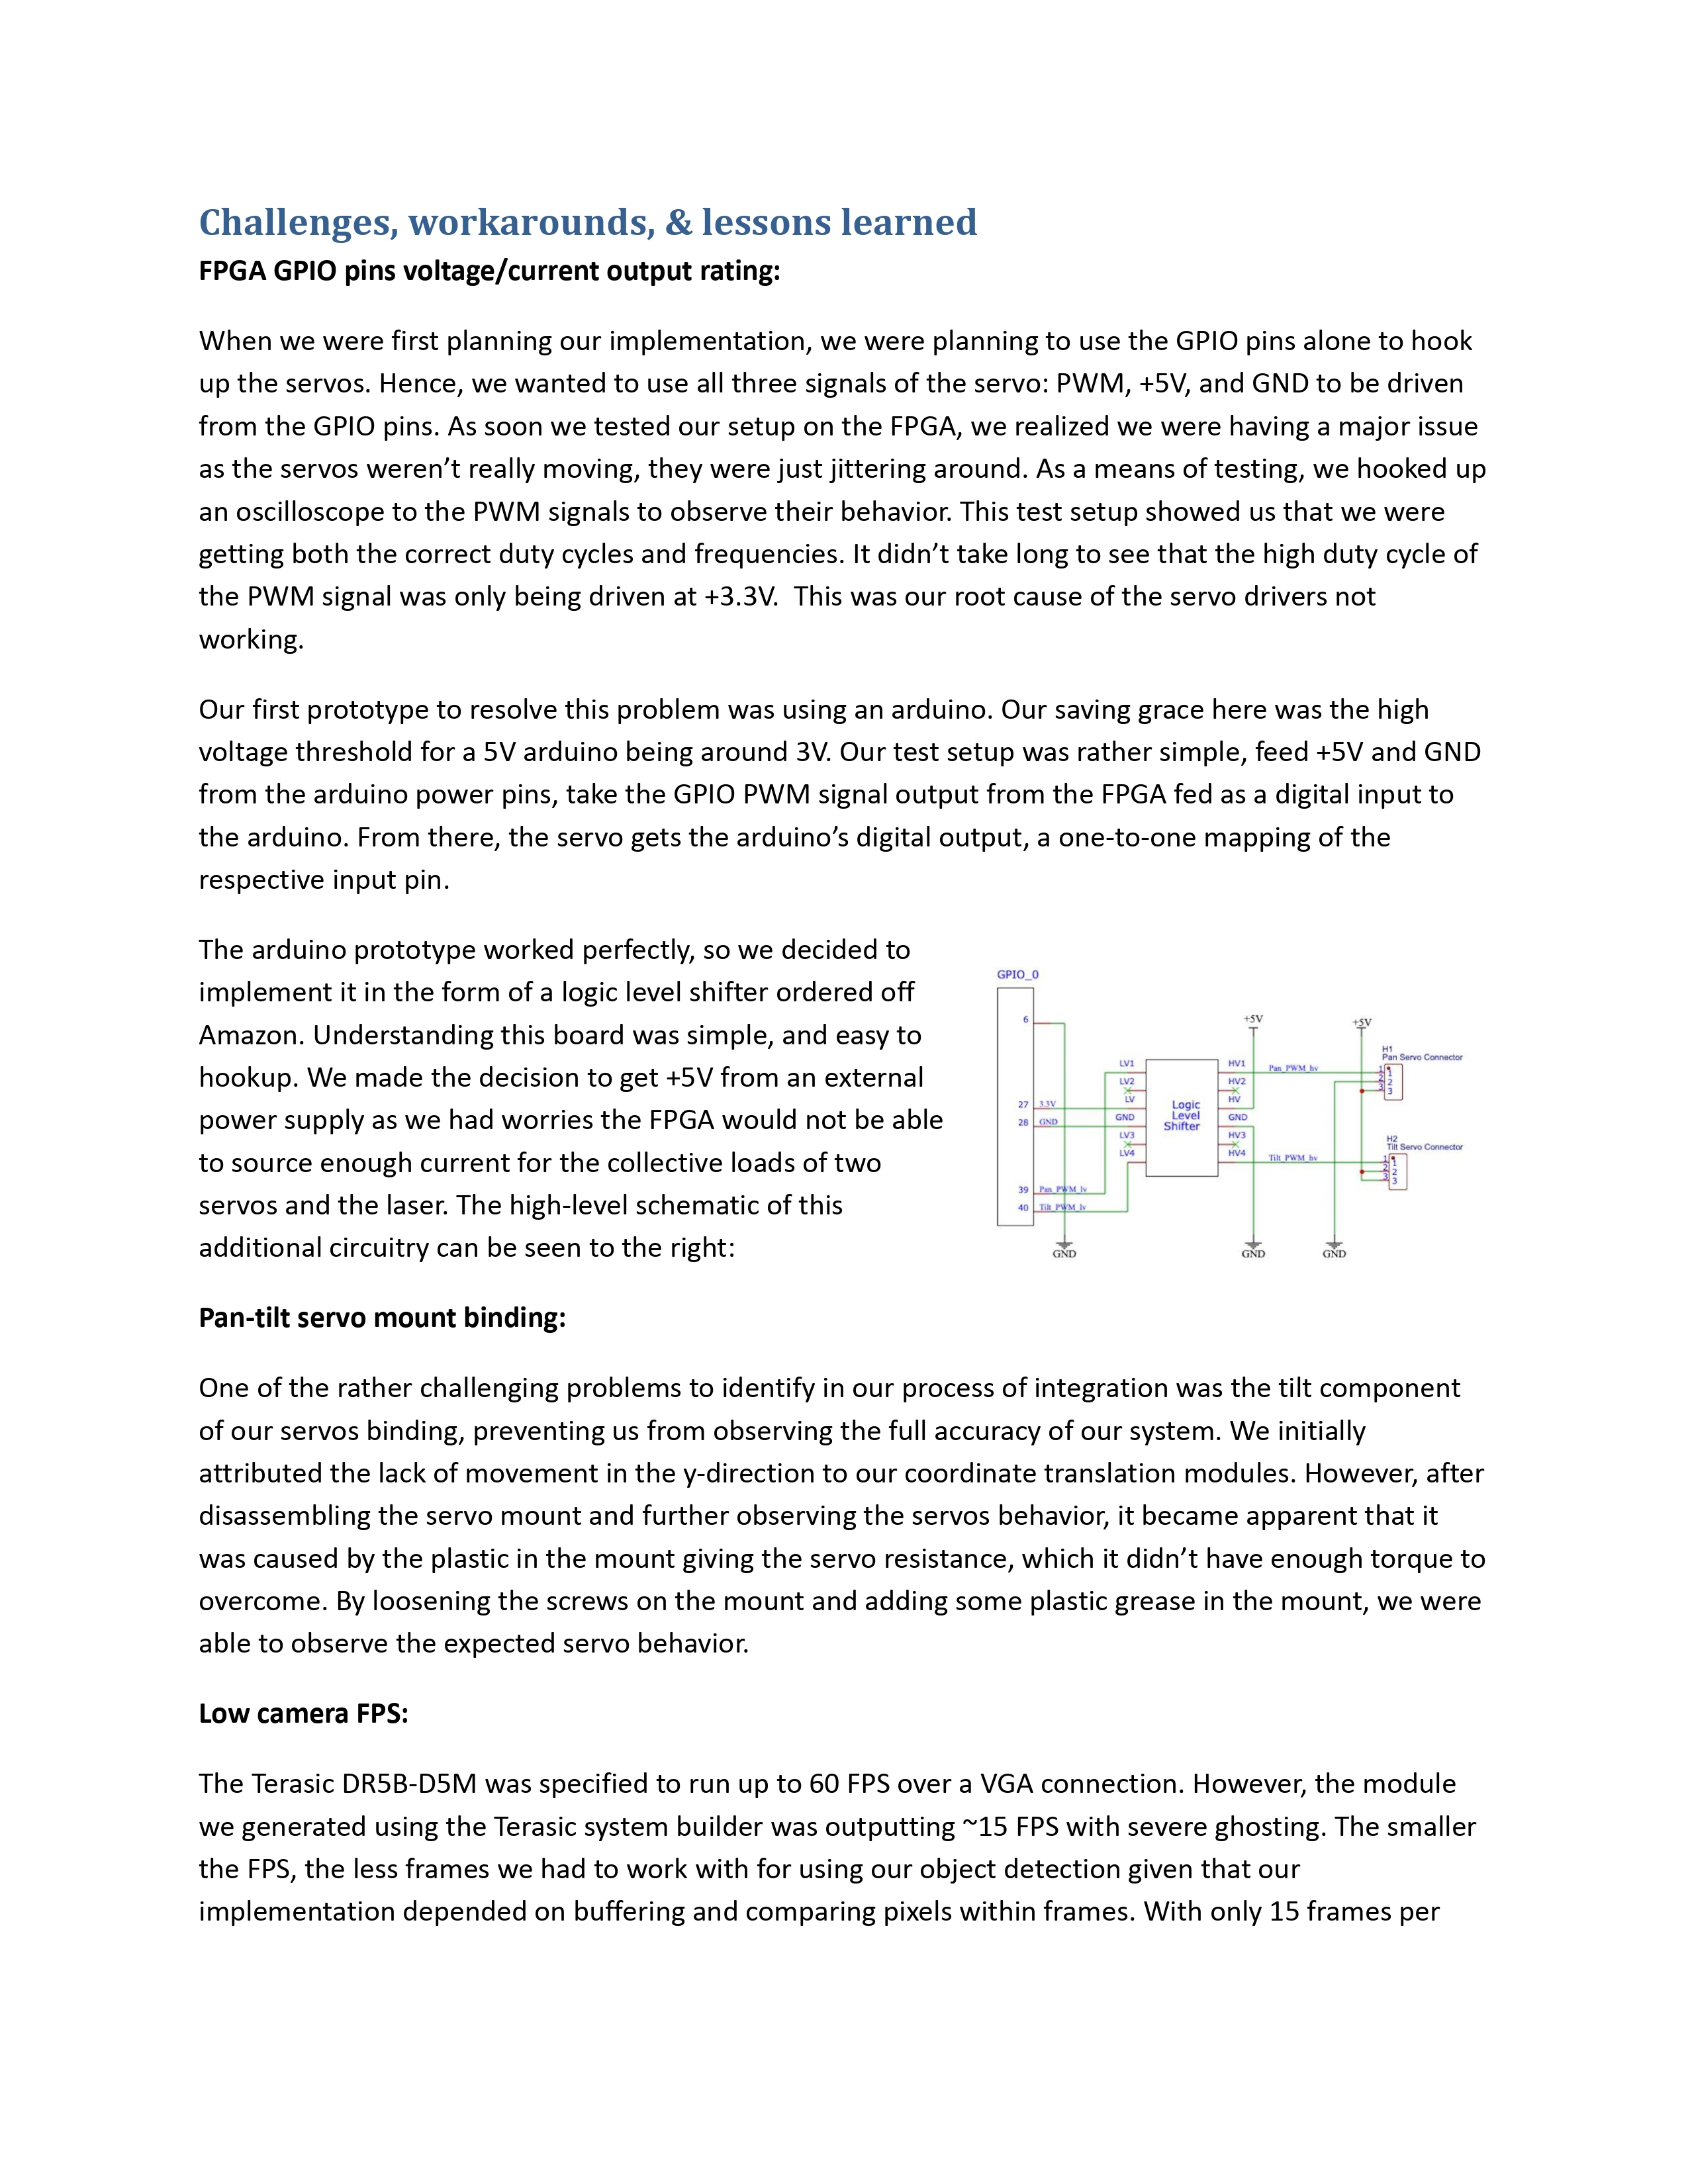 Challenges, workarounds, & lessons learned
FPGA GPIO pins voltage/current output rating:
When we were first planning our implementation, we were planning to use the GPIO pins alone to hook
up the servos. Hence, we wanted to use all three signals of the servo: PWM, +5V, and GND to be driven
from the GPIO pins. As soon we tested our setup on the FPGA, we realized we were having a major issue
as the servos weren’t really moving, they were just jittering around. As a means of testing, we hooked up
an oscilloscope to the PWM signals to observe their behavior. This test setup showed us that we were
getting both the correct duty cycles and frequencies. It didn’t take long to see that the high duty cycle of
the PWM signal was only being driven at +3.3V.  This was our root cause of the servo drivers not
working.
Our first prototype to resolve this problem was using an arduino. Our saving grace here was the high
voltage threshold for a 5V arduino being around 3V. Our test setup was rather simple, feed +5V and GND
from the arduino power pins, take the GPIO PWM signal output from the FPGA fed as a digital input to
the arduino. From there, the servo gets the arduino’s digital output, a one-to-one mapping of the
respective input pin.
The arduino prototype worked perfectly, so we decided to
implement it in the form of a logic level shifter ordered off
Amazon. Understanding this board was simple, and easy to
hookup. We made the decision to get +5V from an external
power supply as we had worries the FPGA would not be able
to source enough current for the collective loads of two
servos and the laser. The high-level schematic of this
additional circuitry can be seen to the right:
GPIO_0
6
27 3.3V
28 GND
39 Pan_PWM_lv
40 Tilt_PWM_lv
GND
LV1
LV2
LV
GND
LV3
LV4
Logic
Level
Shifter
HV1
HV2
HV
GND
HV3
HV4
+5V
Pan_PWM_hv
Tilt_PWM_hv
GND
+5V
GND
H1
Pan Servo Connector
1 1
2 2
3 3
H2
Tilt Servo Connector
1 1
2 2
3 3
Pan-tilt servo mount binding:
One of the rather challenging problems to identify in our process of integration was the tilt component
of our servos binding, preventing us from observing the full accuracy of our system. We initially
attributed the lack of movement in the y-direction to our coordinate translation modules. However, after
disassembling the servo mount and further observing the servos behavior, it became apparent that it
was caused by the plastic in the mount giving the servo resistance, which it didn’t have enough torque to
overcome. By loosening the screws on the mount and adding some plastic grease in the mount, we were
able to observe the expected servo behavior.
Low camera FPS:
The Terasic DR5B-D5M was specified to run up to 60 FPS over a VGA connection. However, the module
we generated using the Terasic system builder was outputting ~15 FPS with severe ghosting. The smaller
the FPS, the less frames we had to work with for using our object detection given that our
implementation depended on buffering and comparing pixels within frames. With only 15 frames per